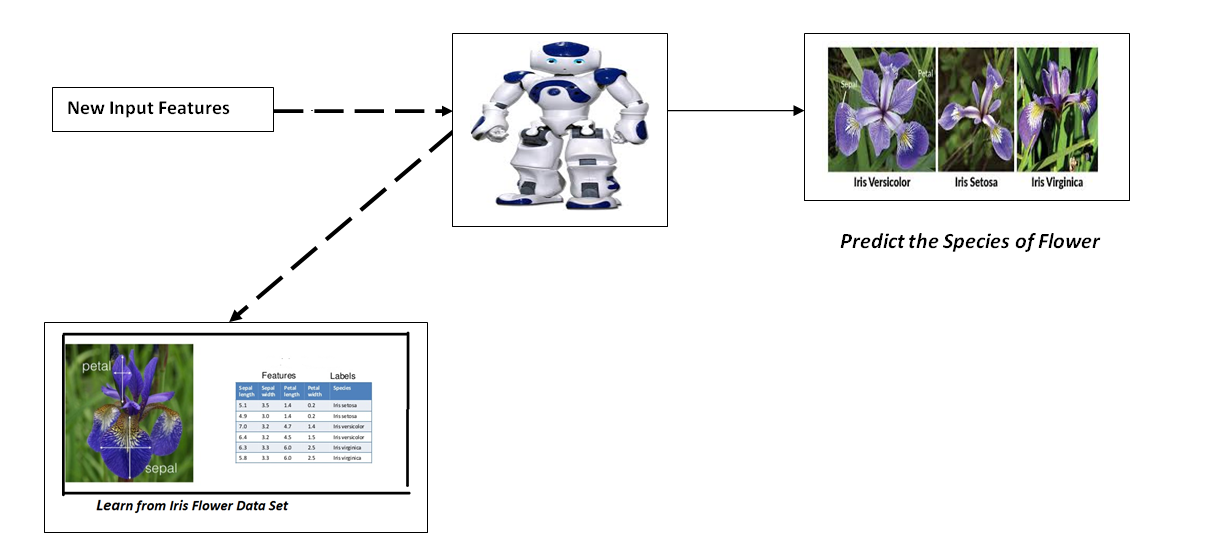 New Input Features
Sepal
Petal
Iris Versicolor
Iris Setosa
Iris Virginica
Predict the Species of Flower
petal
sepal
Features Labels
Sepal length Sepal width Petal length Petal width Species
5.1 3.5 1.4 0.2 Iris setosa
4.9 3.0 1.4 0.2 Iris setosa
7.0 3.2 4.7 1.4 Iris versicolor
6.4 3.2 4.5 1.5 Iris versicolor
6.3 3.3 6.0 2.5 Iris virginica
5.8 3.3 6.0 2.5 Iris virginica
Learn from Iris Flower Data Set